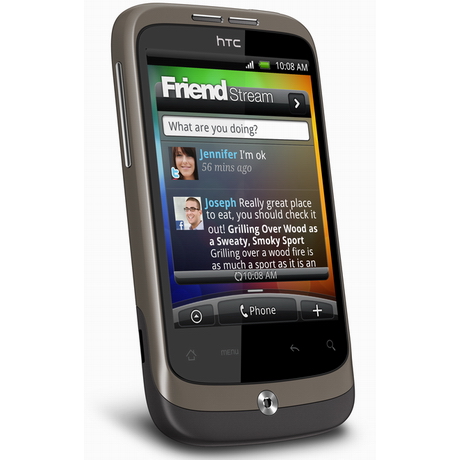 hTC
10:08 AM
Friend Stream
What are you doing?
Jennifer I'm ok
56 mins ago
Joseph Really great place
to eat, you should check it
out! Grilling Over Wood as
a Sweaty, Smoky Sport
Grilling over a wood fire is
as much a sport as it is an
10:08 AM
Phone
+
menu